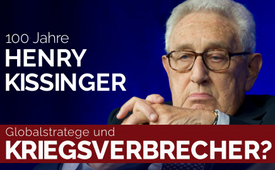 100 Jahre
HENRY
KISSINGER
Globalstratege und
KRIEGSVERBRECHER?